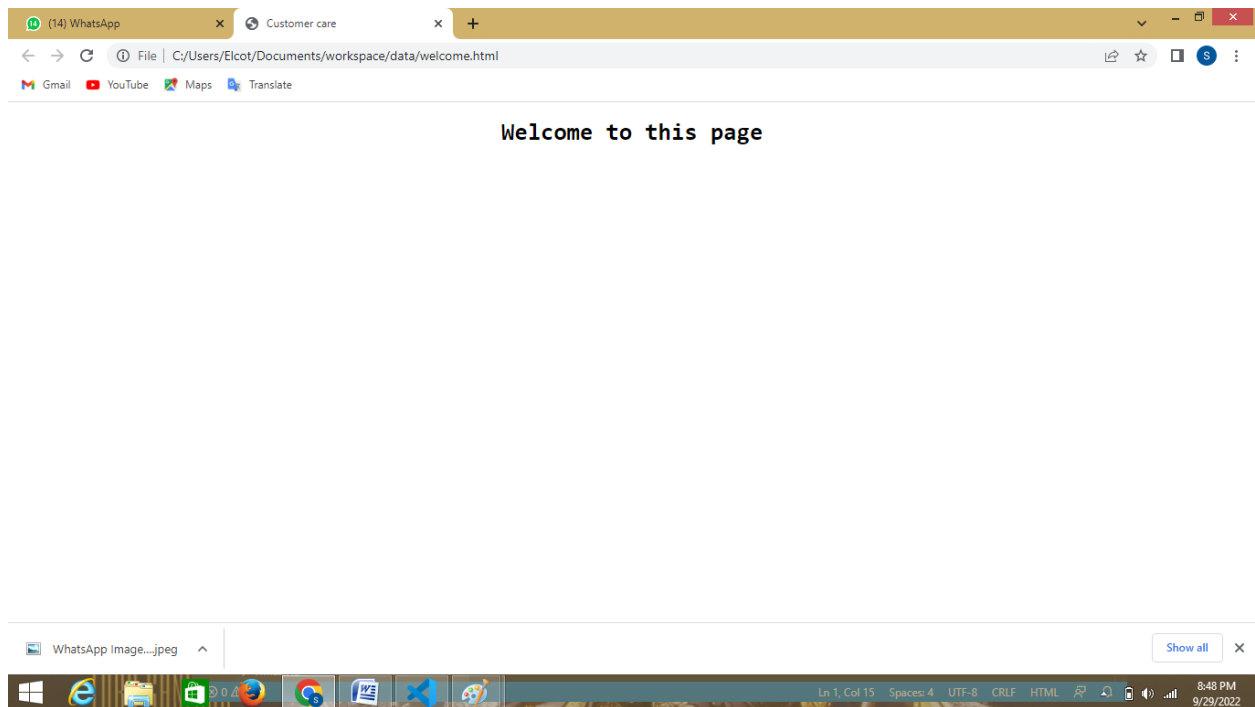 (14) WhatsApp
Customer care
File | C:/Users/Elcot/Documents/workspace/data/welcome.html
S
Gmail YouTube Maps Translate
Welcome to this page
WhatsApp Image....jpeg
Show all
0
Ln 1, Col 15 Spaces: 4 UTF-8 CRLF HTML
8:48 PM
9/29/2022